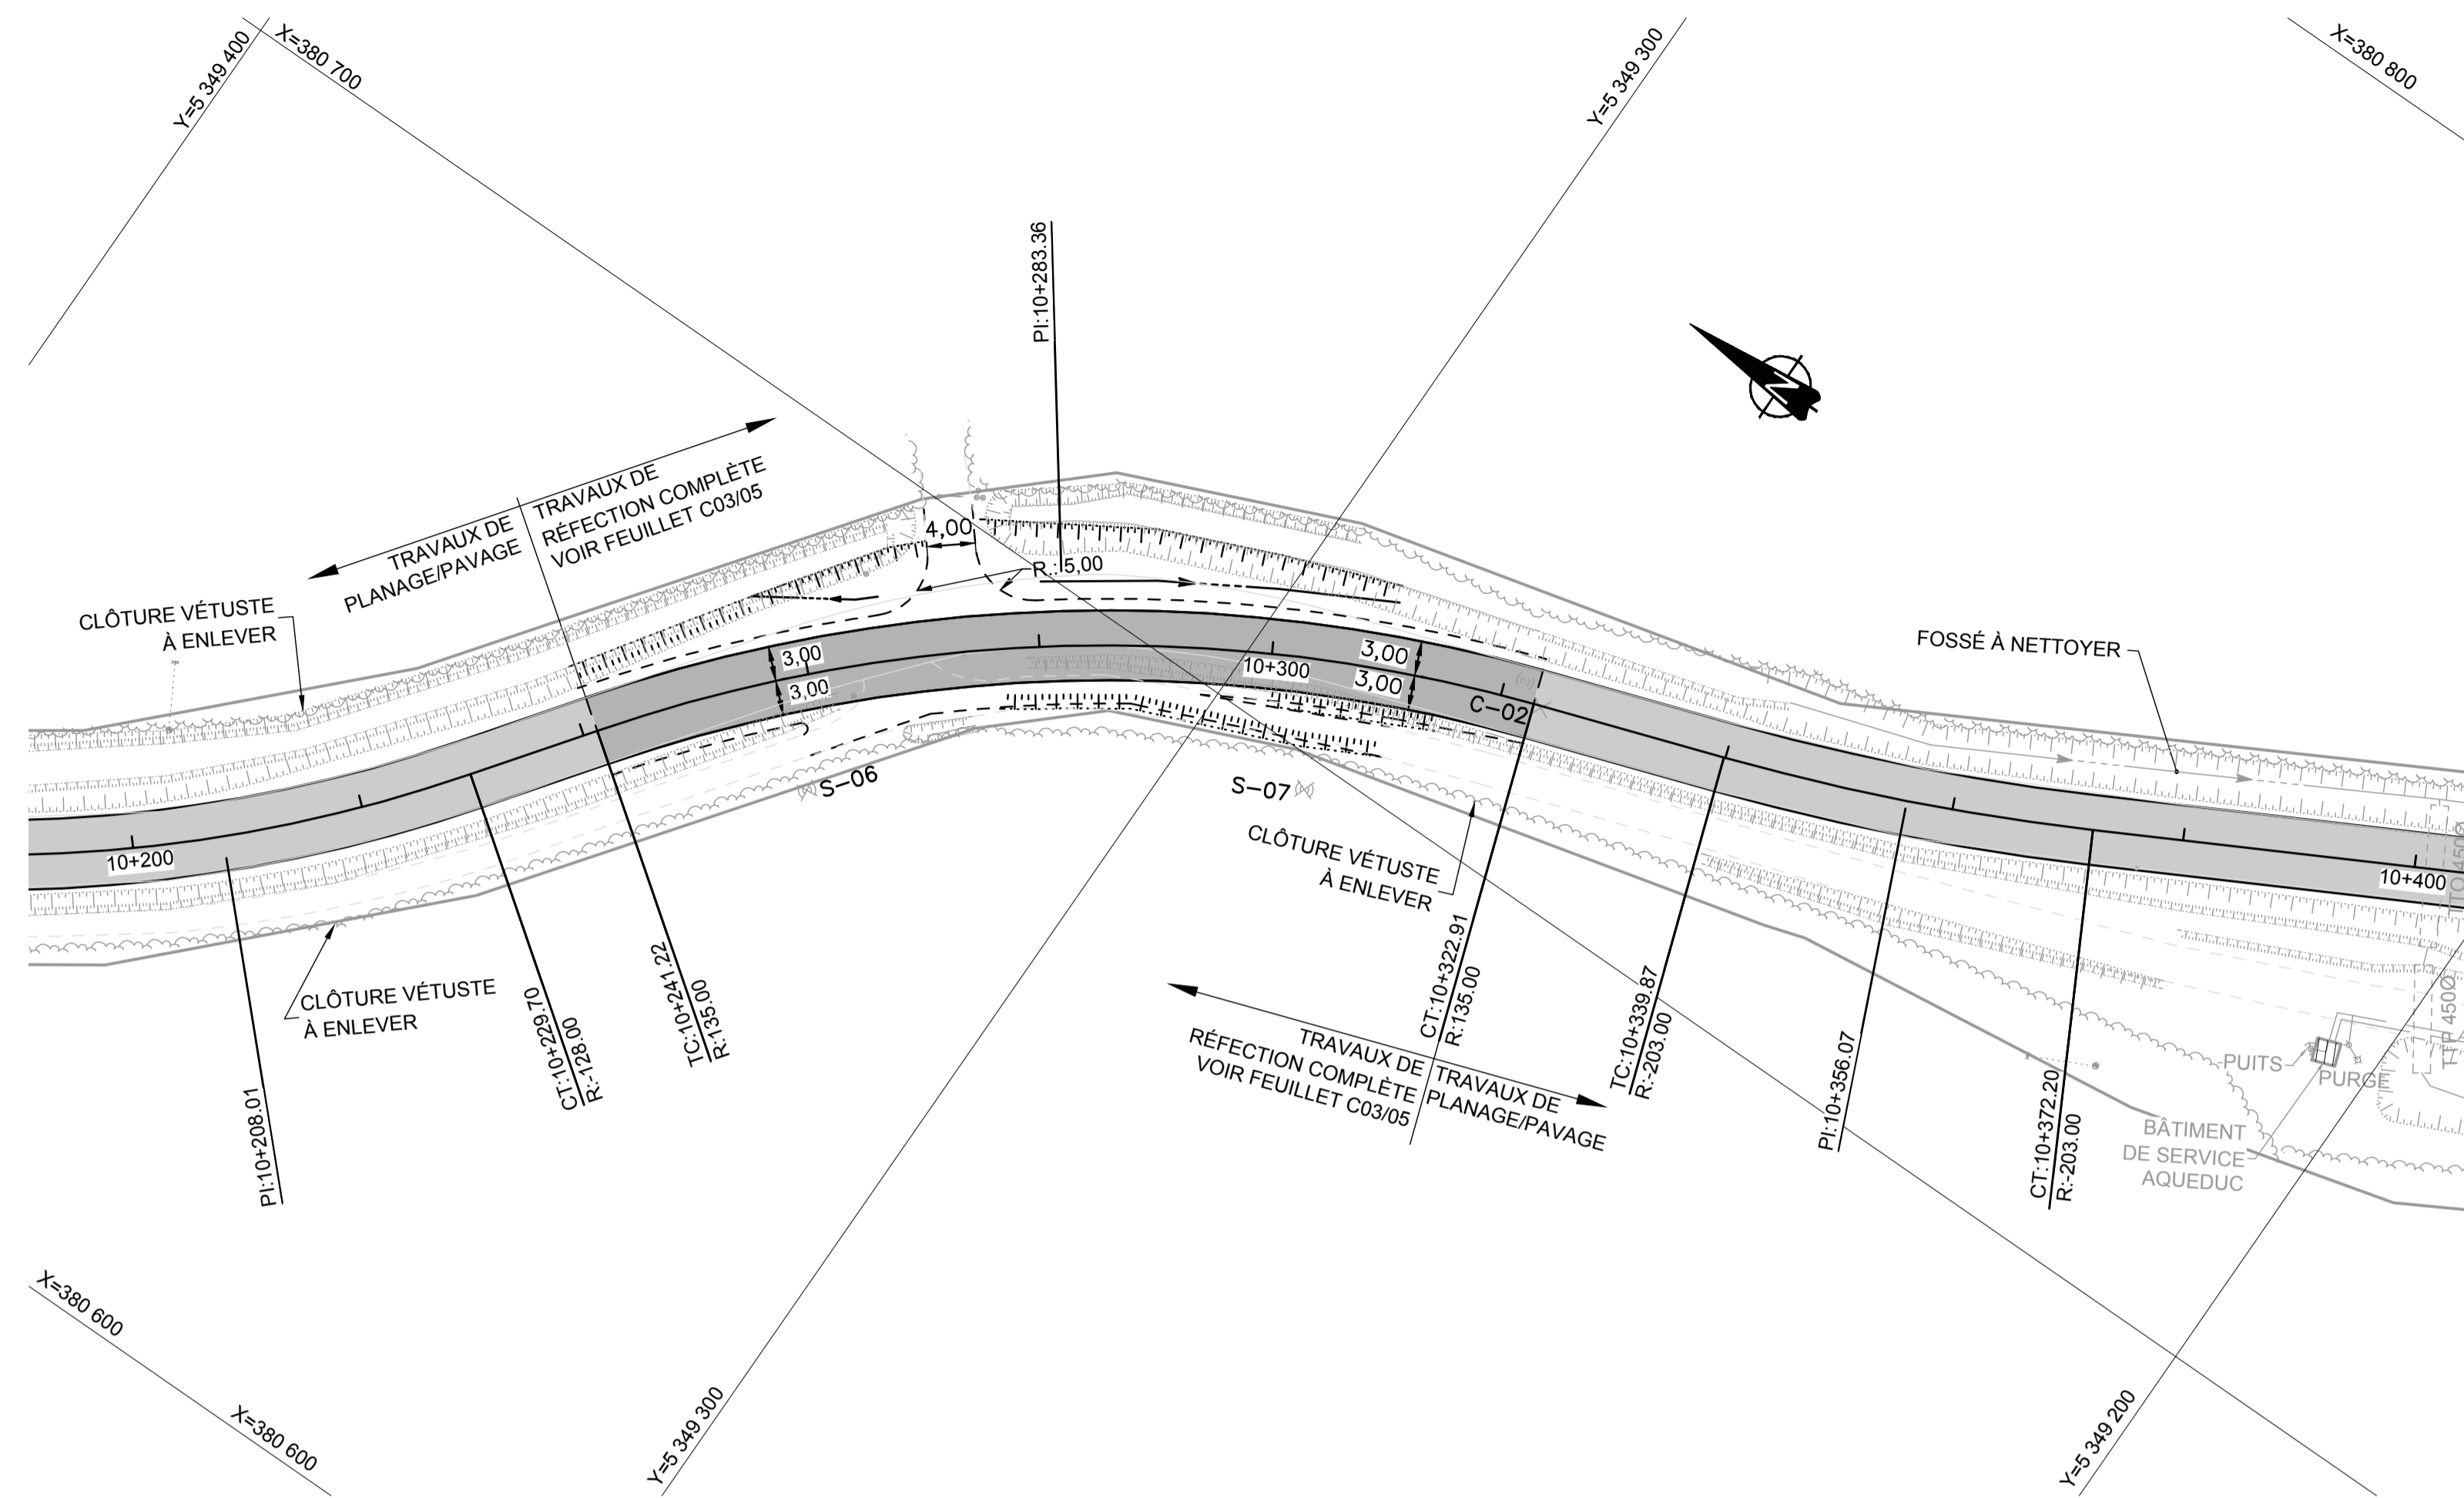 Y=5 349 400
X=380 700
Y=5 349 300
X=380 800
PI:10+283.36
N
TRAVAUX DE
PLANAGE/PAVAGE
TRAVAUX DE
RÉFECTION COMPLÈTE
VOIR FEUILLET C03/05
4,00
R.:5,00
CLÔTURE VÉTUSTE
À ENLEVER
FOSSÉ À NETTOYER
3,00
3,00
10+300
3,00
3,00
C-02
10+200
S-06
S-07
CLÔTURE VÉTUSTE
À ENLEVER
10+400
CLÔTURE VÉTUSTE
À ENLEVER
PI:10+208.01
CT:10+229.70
R:-128.00
TC:10+241.22
R:135.00
CT:10+322.91
R:135.00
TC:10+339.87
R:-203.00
PI:10+356.07
CT:10+372.20
R:-203.00
TRAVAUX DE
RÉFECTION COMPLÈTE
VOIR FEUILLET C03/05
TRAVAUX DE
PLANAGE/PAVAGE
PUITS
PURGE
TTP 450Ø
BÂTIMENT
DE SERVICE
AQUEDUC
X=380 600
X=380 600
Y=5 349 300
Y=5 349 200